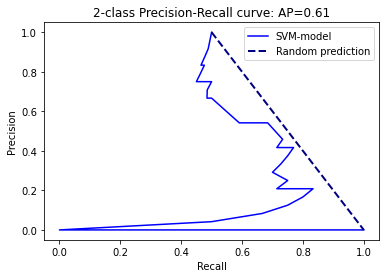 2-class Precision-Recall curve: AP=0.61
SVM-model
Random prediction
Precision
1.0
0.8
0.6
0.4
0.2
0.0
0.0 0.2 0.4 0.6 0.8 1.0
Recall